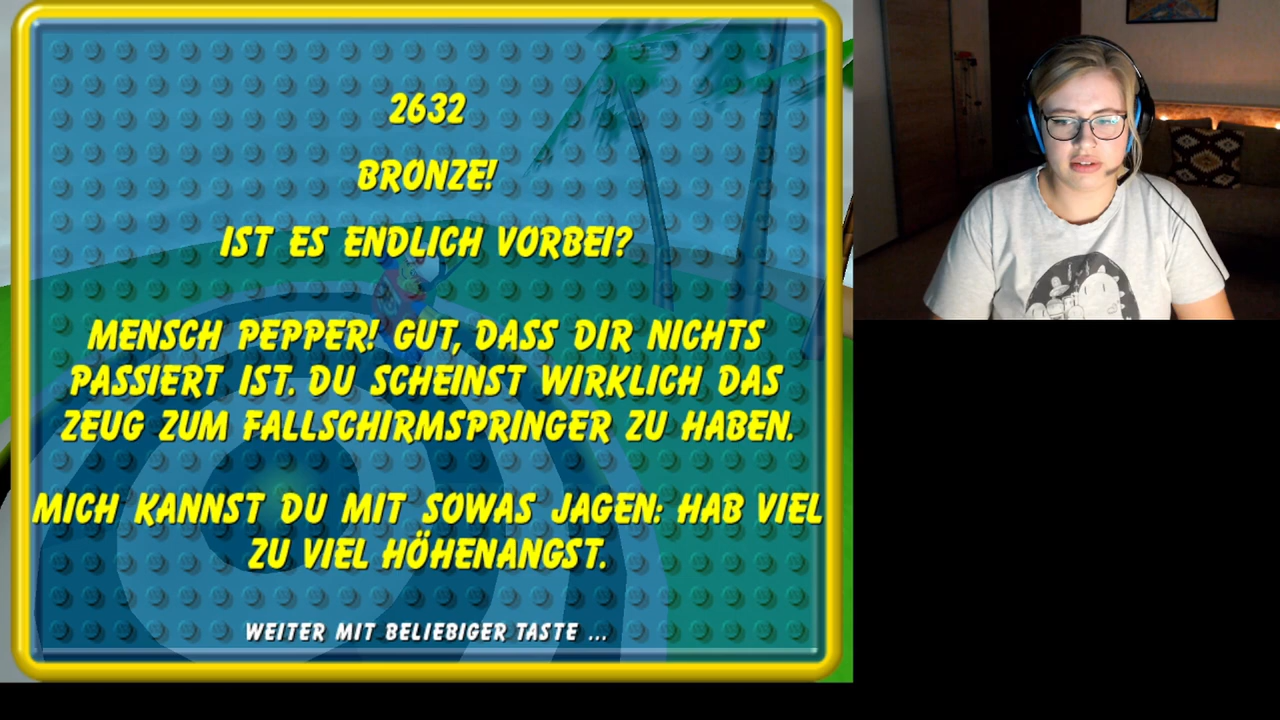 2632
BRONZE!
IST ES ENDLICH VORBEI?
MENSCH PEPPER! GUT, DASS DIR NICHTS
PASSIERT IST. DU SCHEINST WIRKLICH DAS
ZEUG ZUM FALLSCHIRMSPRINGER ZU HABEN.
MICH KANNST DU MIT SOWAS JAGEN: HAB VIEL
ZU VIEL HÖHENANGST.
WEITER MIT BELIEBIGER TASTE ...